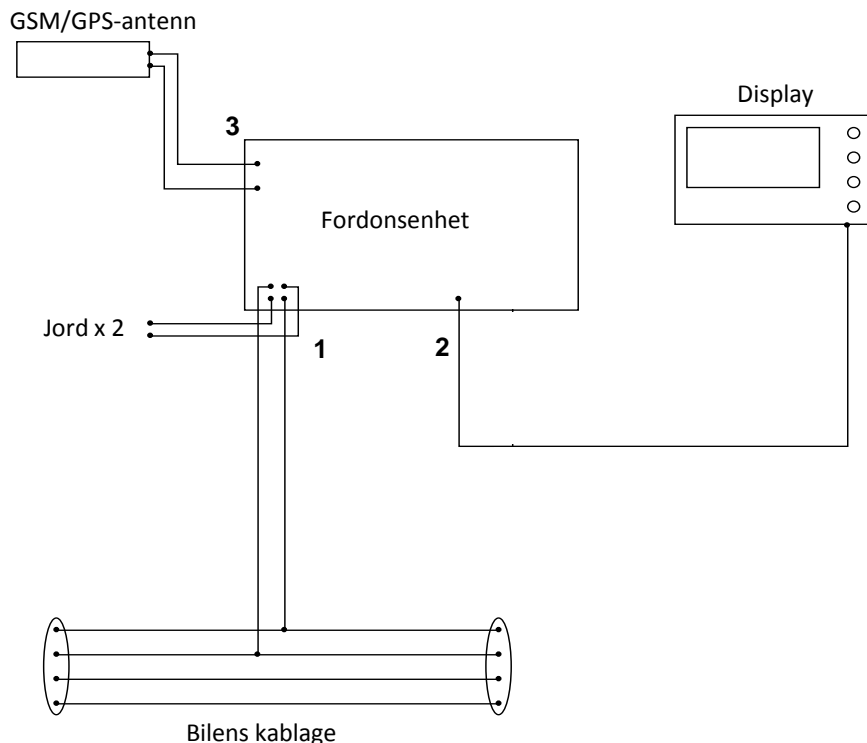 GSM/GPS-antenn
Display
3
Fordonsenhet
Jord x 2
1
2
Bilens kablage